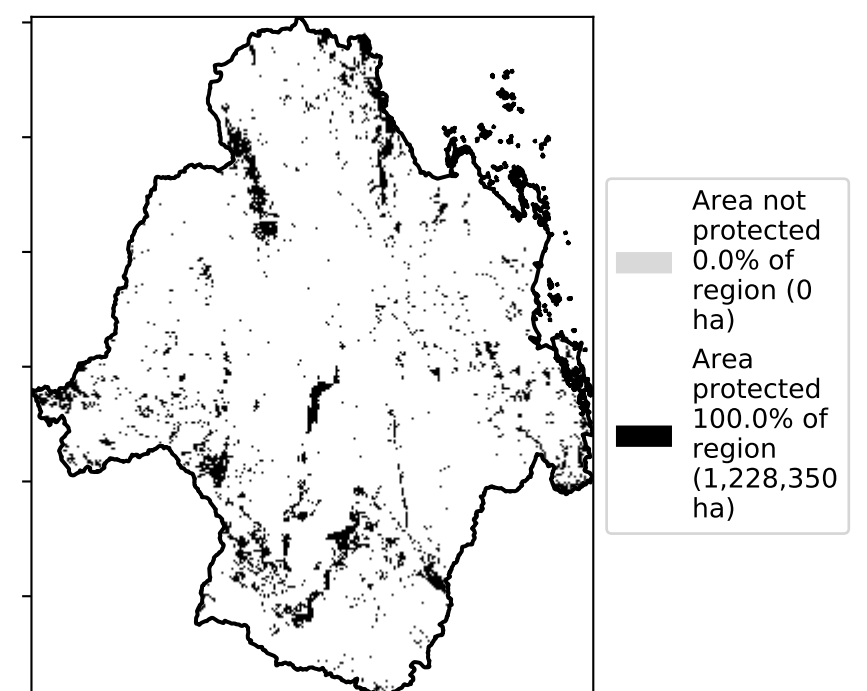 Area not
protected
0.0% of
region (0
ha)
Area
protected
100.0% of
region
(1,228,350
ha)